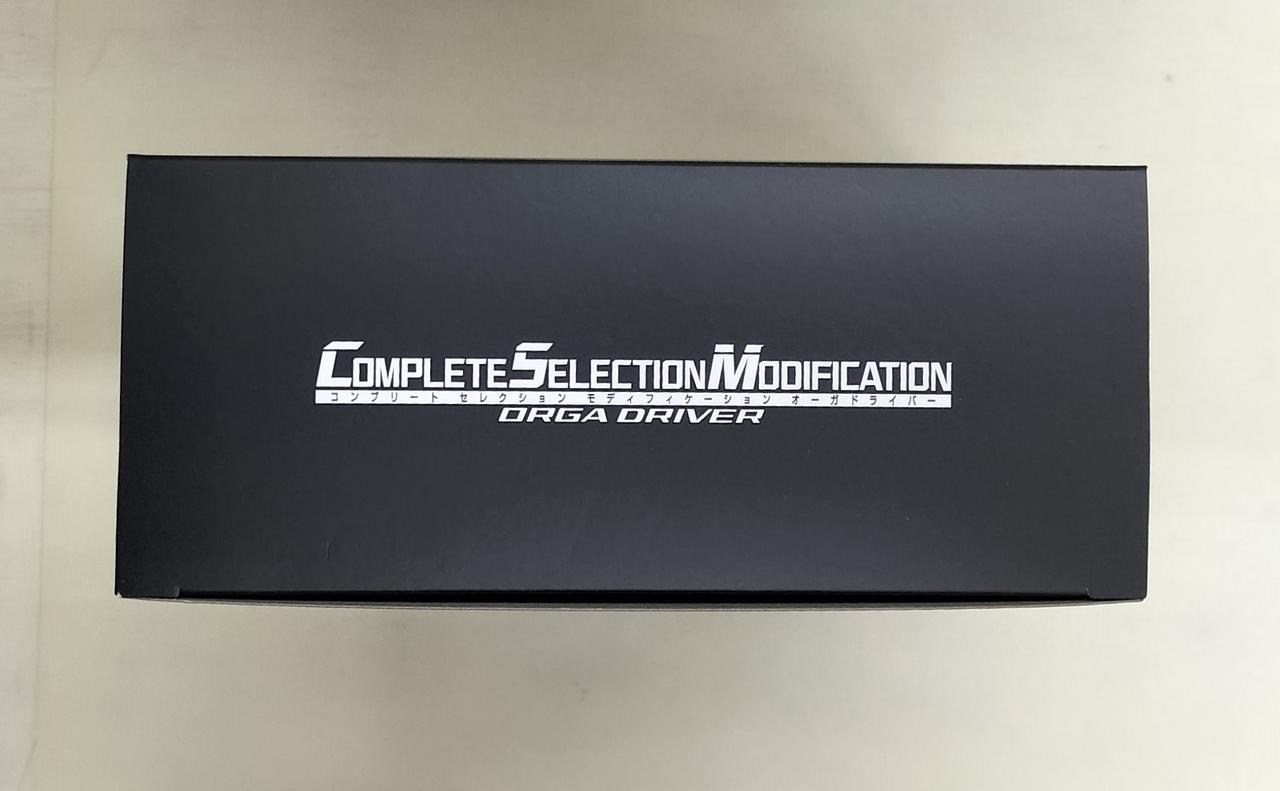 COMPLETE SELECTION MODIFICATION
コンプリート セレクション モディフィケーション オーガドライバー
ORGA DRIVER